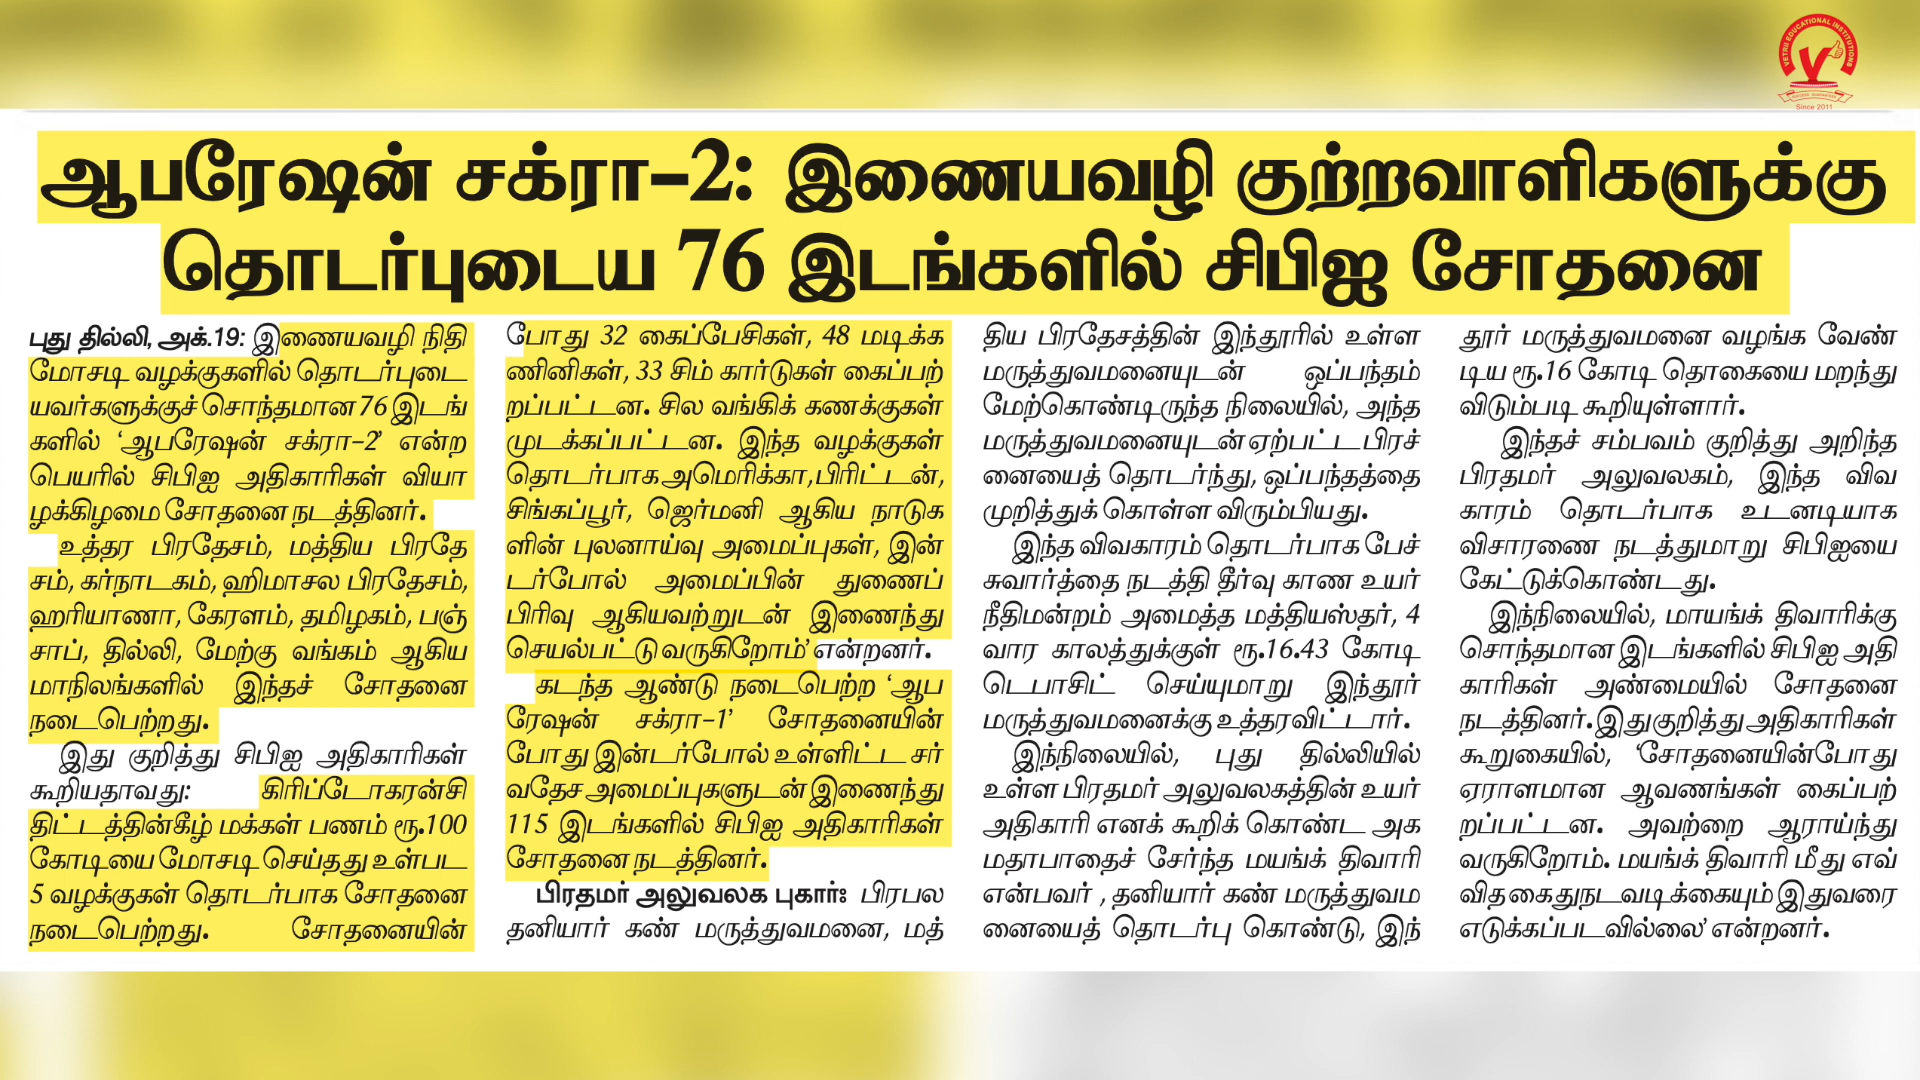 VETRII EDUCATIONAL INSTITUTIONS
Since 2011
ஆபரேஷன் சக்ரா-2: இணையவழி குற்றவாளிகளுக்கு
தொடர்புடைய 76 இடங்களில் சிபிஐ சோதனை
புது தில்லி, அக்.19: இணையவழி நிதி
மோசடி வழக்குகளில் தொடர்புடை
யவர்களுக்குச் சொந்தமான 76 இடங்
களில் ‘ஆபரேஷன் சக்ரா-2’ என்ற
பெயரில் சிபிஐ அதிகாரிகள் வியா
ழக்கிழமை சோதனை நடத்தினர்.
உத்தர பிரதேசம், மத்திய பிரதே
சம், கர்நாடகம், ஹிமாசல பிரதேசம்,
ஹரியாணா, கேரளம், தமிழகம், பஞ்
சாப், தில்லி, மேற்கு வங்கம் ஆகிய
மாநிலங்களில் இந்தச் சோதனை
நடைபெற்றது.
இது குறித்து சிபிஐ அதிகாரிகள்
கூறியதாவது: கிரிப்டோகரன்சி
திட்டத்தின்கீழ் மக்கள் பணம் ரூ.100
கோடியை மோசடி செய்தது உள்பட
5 வழக்குகள் தொடர்பாக சோதனை
நடைபெற்றது. சோதனையின்
போது 32 கைப்பேசிகள், 48 மடிக்க
ணினிகள், 33 சிம் கார்டுகள் கைப்பற்
றப்பட்டன. சில வங்கிக் கணக்குகள்
முடக்கப்பட்டன. இந்த வழக்குகள்
தொடர்பாக அமெரிக்கா, பிரிட்டன்,
சிங்கப்பூர், ஜெர்மனி ஆகிய நாடுக
ளின் புலனாய்வு அமைப்புகள், இன்
டர்போல் அமைப்பின் துணைப்
பிரிவு ஆகியவற்றுடன் இணைந்து
செயல்பட்டு வருகிறோம்’ என்றனர்.
கடந்த ஆண்டு நடைபெற்ற ‘ஆப
ரேஷன் சக்ரா-1’ சோதனையின்
போது இன்டர்போல் உள்ளிட்ட சர்
வதேச அமைப்புகளுடன் இணைந்து
115 இடங்களில் சிபிஐ அதிகாரிகள்
சோதனை நடத்தினர்.
பிரதமர் அலுவலக புகார்: பிரபல
தனியார் கண் மருத்துவமனை, மத்
திய பிரதேசத்தின் இந்தூரில் உள்ள
மருத்துவமனையுடன் ஒப்பந்தம்
மேற்கொண்டிருந்த நிலையில், அந்த
மருத்துவமனையுடன் ஏற்பட்ட பிரச்
னையைத் தொடர்ந்து, ஒப்பந்தத்தை
முறித்துக் கொள்ள விரும்பியது.
இந்த விவகாரம் தொடர்பாக பேச்
சுவார்த்தை நடத்தி தீர்வு காண உயர்
நீதிமன்றம் அமைத்த மத்தியஸ்தர், 4
வார காலத்துக்குள் ரூ.16.43 கோடி
டெபாசிட் செய்யுமாறு இந்தூர்
மருத்துவமனைக்கு உத்தரவிட்டார்.
இந்நிலையில், புது தில்லியில்
உள்ள பிரதமர் அலுவலகத்தின் உயர்
அதிகாரி எனக் கூறிக் கொண்ட அக
மதாபாதைச் சேர்ந்த மயங்க் திவாரி
என்பவர் , தனியார் கண் மருத்துவம
னையைத் தொடர்பு கொண்டு, இந்
தூர் மருத்துவமனை வழங்க வேண்
டிய ரூ.16 கோடி தொகையை மறந்து
விடும்படி கூறியுள்ளார்.
இந்தச் சம்பவம் குறித்து அறிந்த
பிரதமர் அலுவலகம், இந்த விவ
காரம் தொடர்பாக உடனடியாக
விசாரணை நடத்துமாறு சிபிஐயை
கேட்டுக்கொண்டது.
இந்நிலையில், மாயங்க் திவாரிக்கு
சொந்தமான இடங்களில் சிபிஐ அதி
காரிகள் அண்மையில் சோதனை
நடத்தினர். இதுகுறித்து அதிகாரிகள்
கூறுகையில், ‘சோதனையின்போது
ஏராளமான ஆவணங்கள் கைப்பற்
றப்பட்டன. அவற்றை ஆராய்ந்து
வருகிறோம். மயங்க் திவாரி மீது எவ்
வித கைதுநடவடிக்கையும் இதுவரை
எடுக்கப்படவில்லை’ என்றனர்.